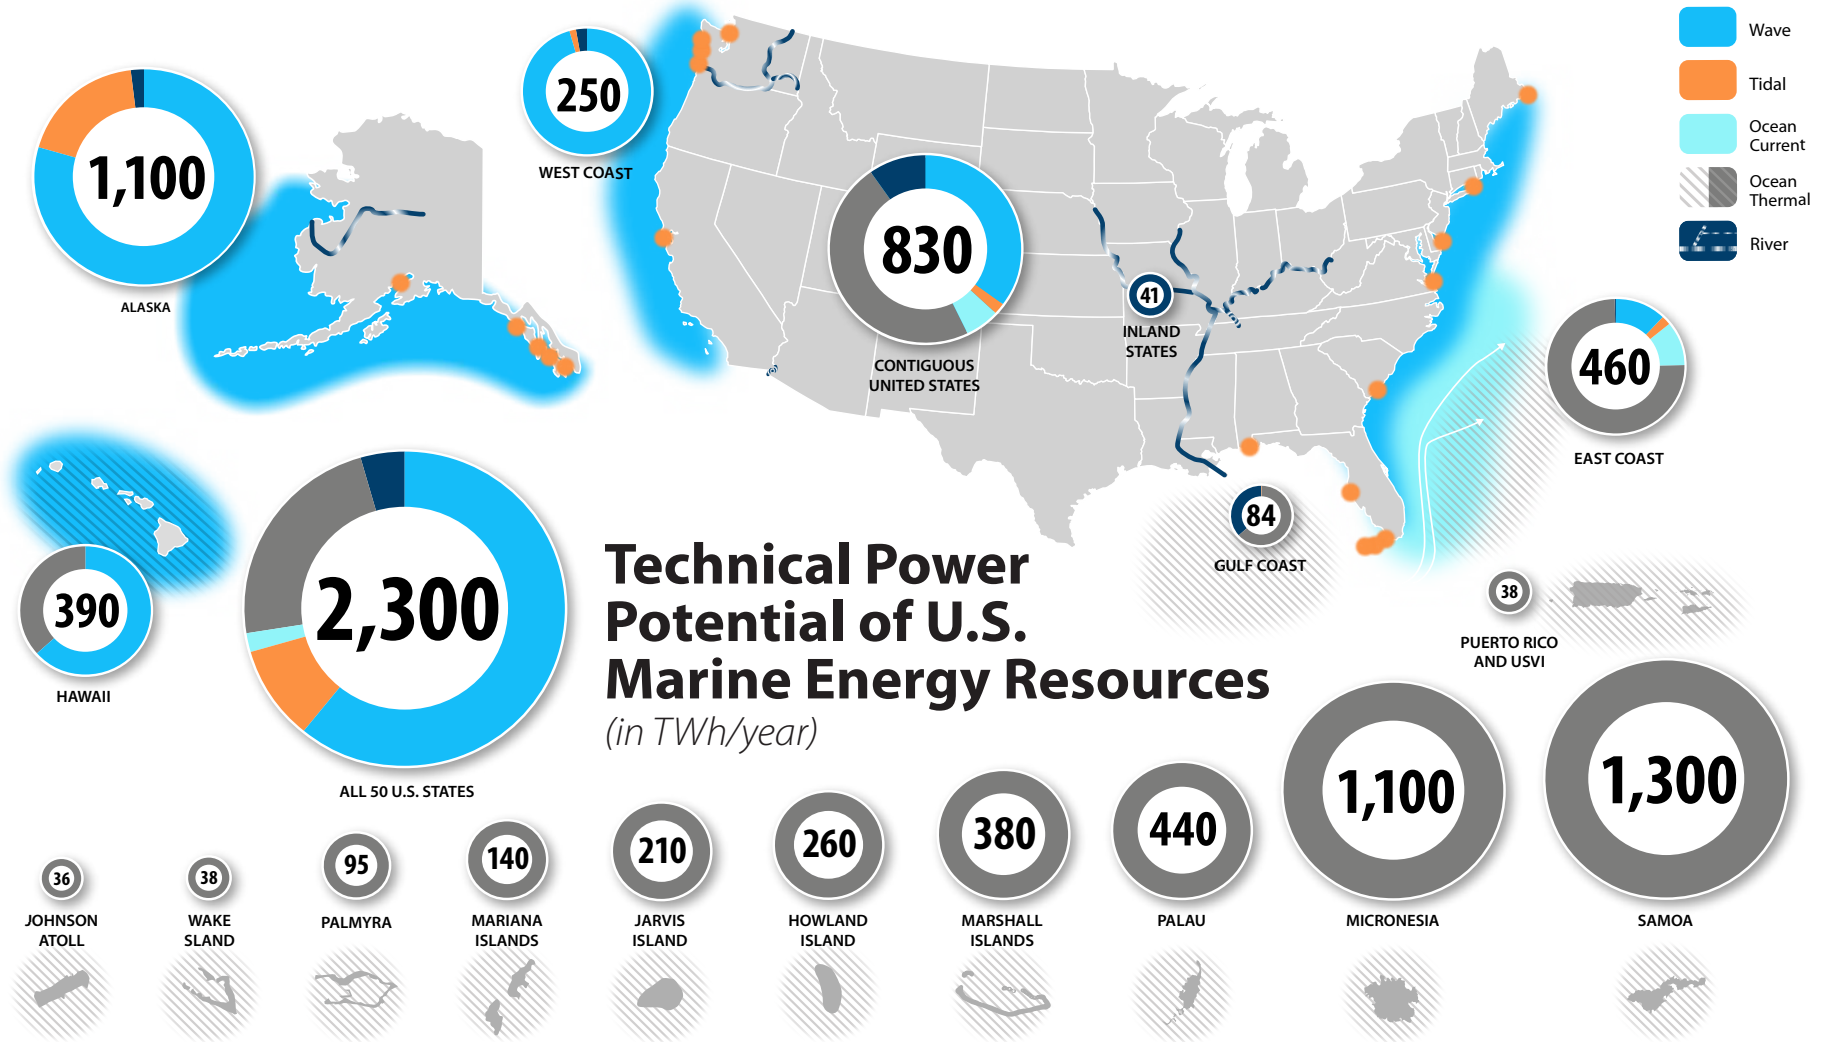 Wave
Tidal
Ocean
Current
Ocean
Thermal
River
1,100
ALASKA
250
WEST COAST
830
CONTIGUOUS
UNITED STATES
41
INLAND
STATES
460
EAST COAST
84
GULF COAST
390
HAWAII
2,300
ALL 50 U.S. STATES
Technical Power
Potential of U.S.
Marine Energy Resources
(in TWh/year)
38
PUERTO RICO
AND USVI
36
JOHNSON
ATOLL
38
WAKE
SLAND
95
PALMYRA
140
MARIANA
ISLANDS
210
JARVIS
ISLAND
260
HOWLAND
ISLAND
380
MARSHALL
ISLANDS
440
PALAU
1,100
MICRONESIA
1,300
SAMOA